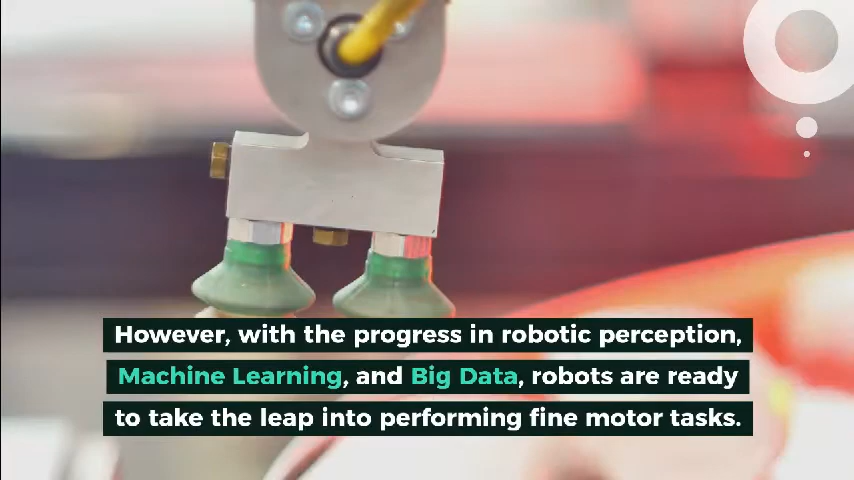 However, with the progress in robotic perception,
Machine Learning, and Big Data, robots are ready
to take the leap into performing fine motor tasks.